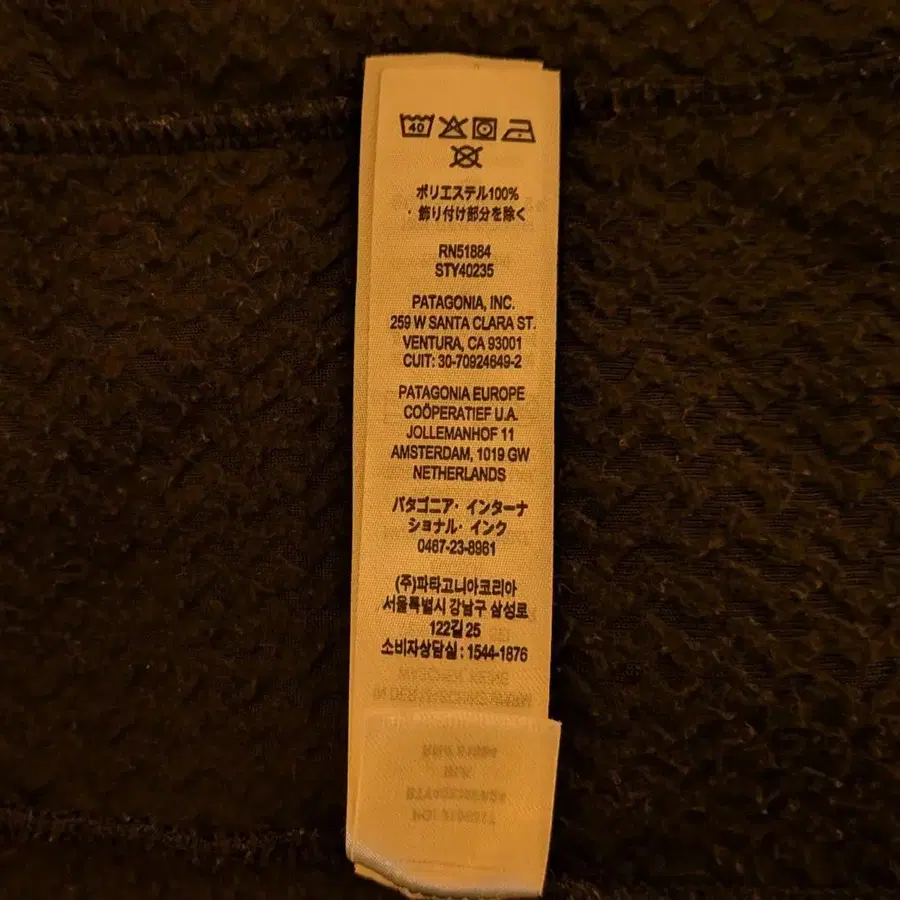 40
ポリエステル100%
・飾り付け部分を除く
RN51884
STY40235
PATAGONIA, INC.
259 W SANTA CLARA ST.
VENTURA, CA 93001
CUIT: 30-70924649-2
PATAGONIA EUROPE
COÖPERATIEF U.A.
JOLLEMANHOF 11
AMSTERDAM, 1019 GW
NETHERLANDS
パタゴニア・インターナ
ショナル・インク
0467-23-8961
(주)파타고니아코리아
서울특별시 강남구 삼성로
122길 25
소비자상담실 : 1544-1876